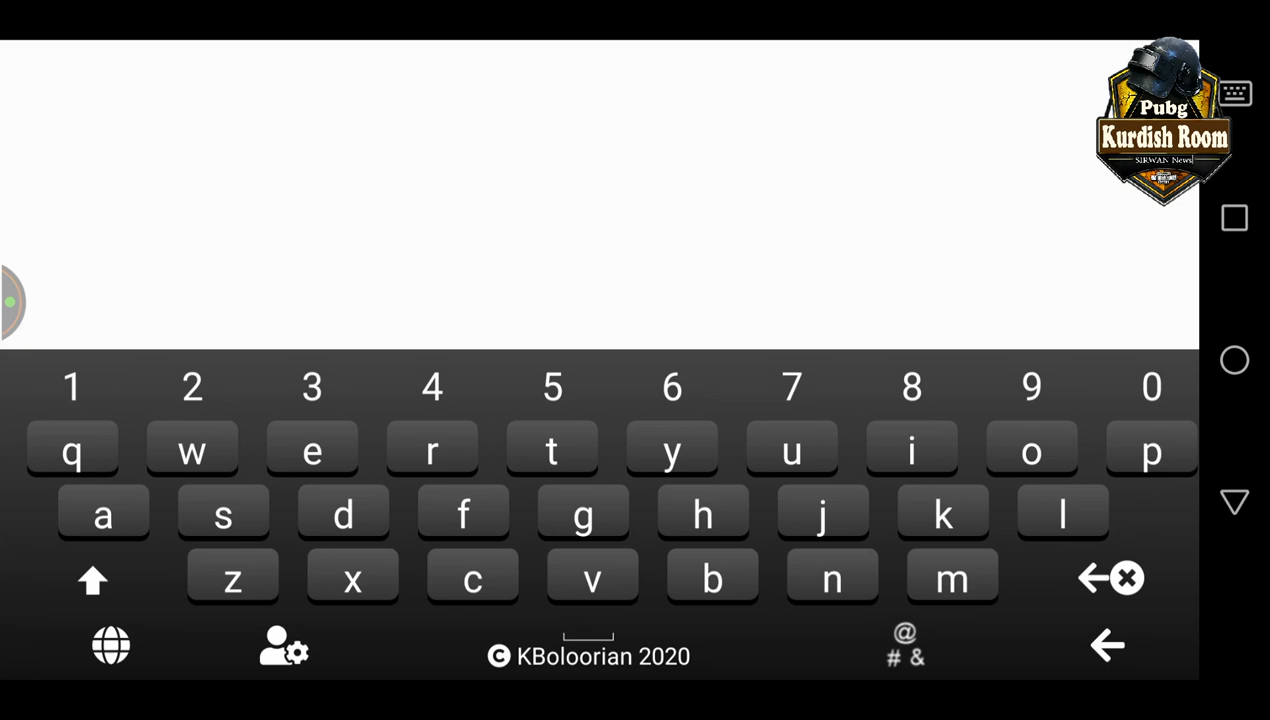 Pubg
Kurdish Room
SIRWAN News
1 2 3 4 5 6 7 8 9 0
q w e r t y u i o p
a s d f g h j k l
z x c v b n m
@
# &
© KBoloorian 2020